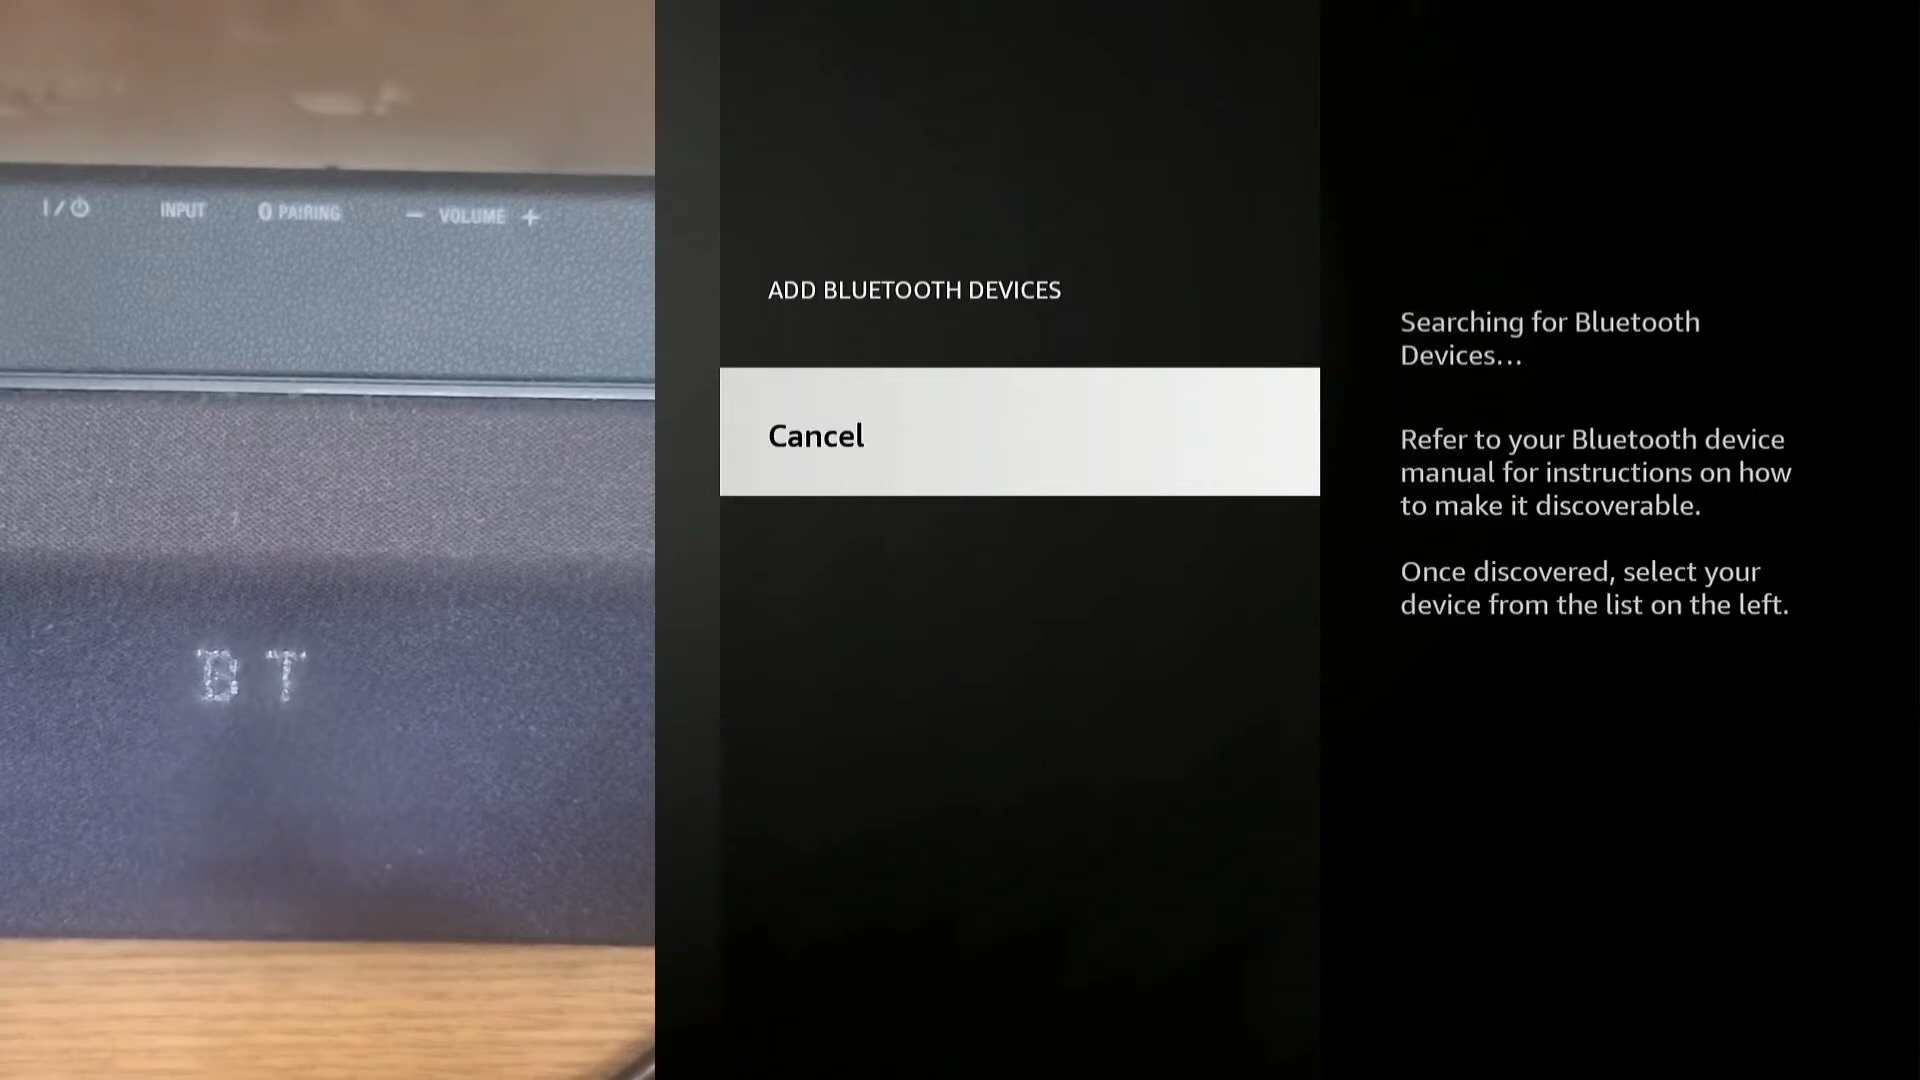 I/⏻ INPUT PAIRING − VOLUME +
BT
ADD BLUETOOTH DEVICES
Cancel
Searching for Bluetooth
Devices...
Refer to your Bluetooth device
manual for instructions on how
to make it discoverable.
Once discovered, select your
device from the list on the left.